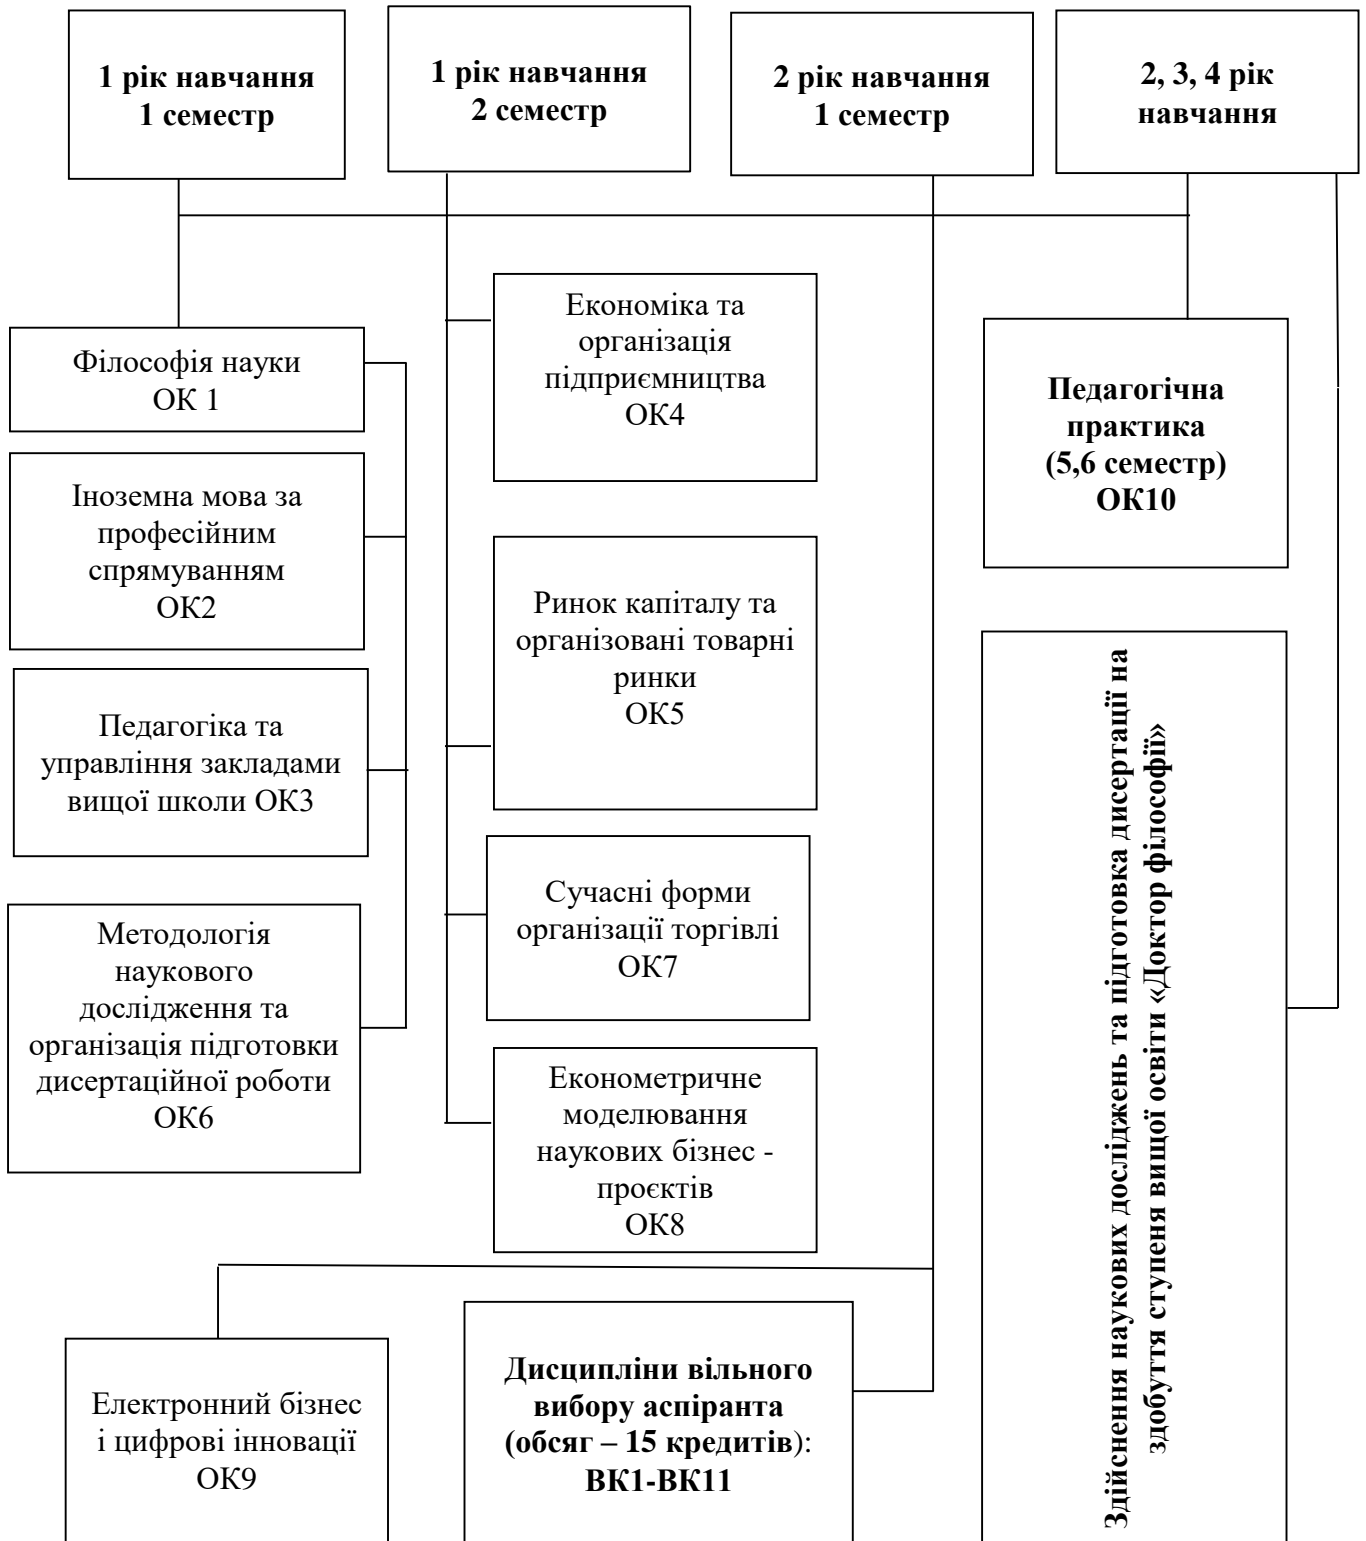 1 рік навчання
1 семестр
1 рік навчання
2 семестр
2 рік навчання
1 семестр
2, 3, 4 рік
навчання
Філософія науки
ОК 1
Іноземна мова за
професійним
спрямуванням
ОК2
Педагогіка та
управління закладами
вищої школи ОК3
Методологія
наукового
дослідження та
організація підготовки
дисертаційної роботи
ОК6
Економіка та
організація
підприємництва
ОК4
Ринок капіталу та
організовані товарні
ринки
ОК5
Сучасні форми
організації торгівлі
ОК7
Економетричне
моделювання
наукових бізнес -
проєктів
ОК8
Педагогічна
практика
(5,6 семестр)
ОК10
Здійснення наукових досліджень та підготовка дисертації на
здобуття ступеня вищої освіти «Доктор філософії»
Електронний бізнес
і цифрові інновації
ОК9
Дисципліни вільного
вибору аспіранта
(обсяг – 15 кредитів):
ВК1-ВК11